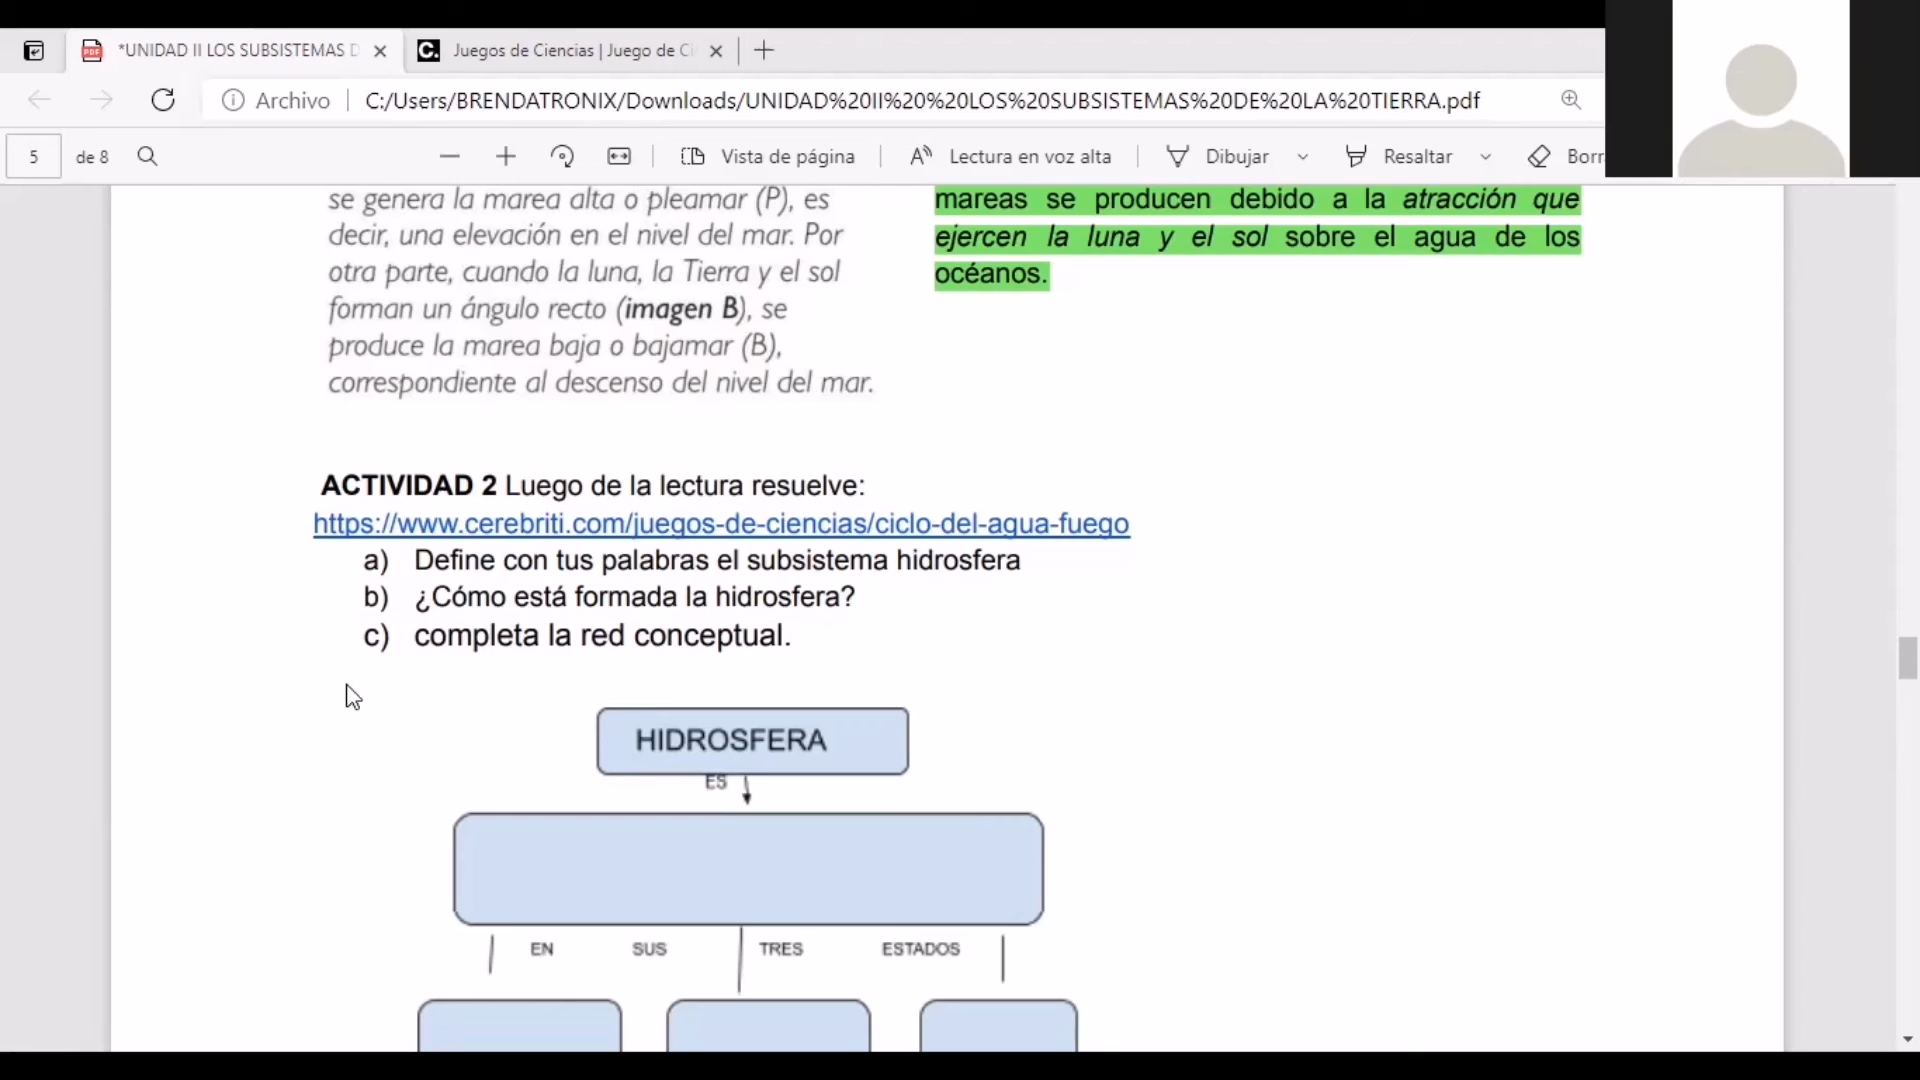 *UNIDAD II LOS SUBSISTEMAS D
Juegos de Ciencias | Juego de Ci
Archivo
C:/Users/BRENDATRONIX/Downloads/UNIDAD%20II%20%20LOS%20SUBSISTEMAS%20DE%20LA%20TIERRA.pdf
5 de 8
Vista de página
Lectura en voz alta
Dibujar
Resaltar
Borr
se genera la marea alta o pleamar (P), es
decir, una elevación en el nivel del mar. Por
otra parte, cuando la luna, la Tierra y el sol
forman un ángulo recto (imagen B), se
produce la marea baja o bajamar (B),
correspondiente al descenso del nivel del mar.
mareas se producen debido a la atracción que
ejercen la luna y el sol sobre el agua de los
océanos.
ACTIVIDAD 2 Luego de la lectura resuelve:
https://www.cerebriti.com/juegos-de-ciencias/ciclo-del-agua-fuego
a) Define con tus palabras el subsistema hidrosfera
b) ¿Cómo está formada la hidrosfera?
c) completa la red conceptual.
HIDROSFERA
ES
EN SUS TRES ESTADOS